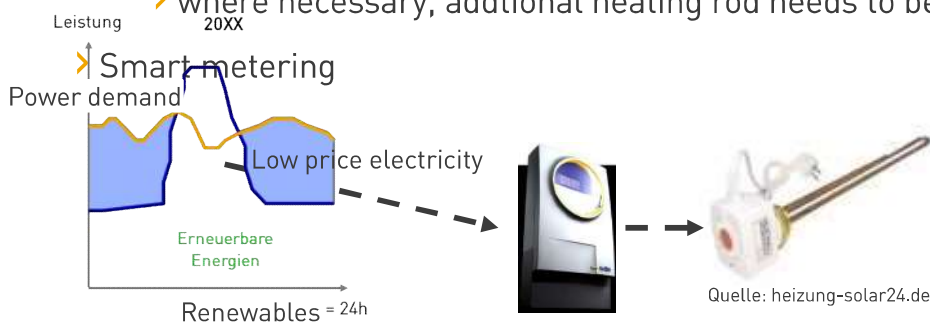 where necessary, addtional heating rod needs to be
Leistung
20XX
Smart metering
Power demand
Low price electricity
Erneuerbare
Energien
Renewables = 24h
Quelle: heizung-solar24.de